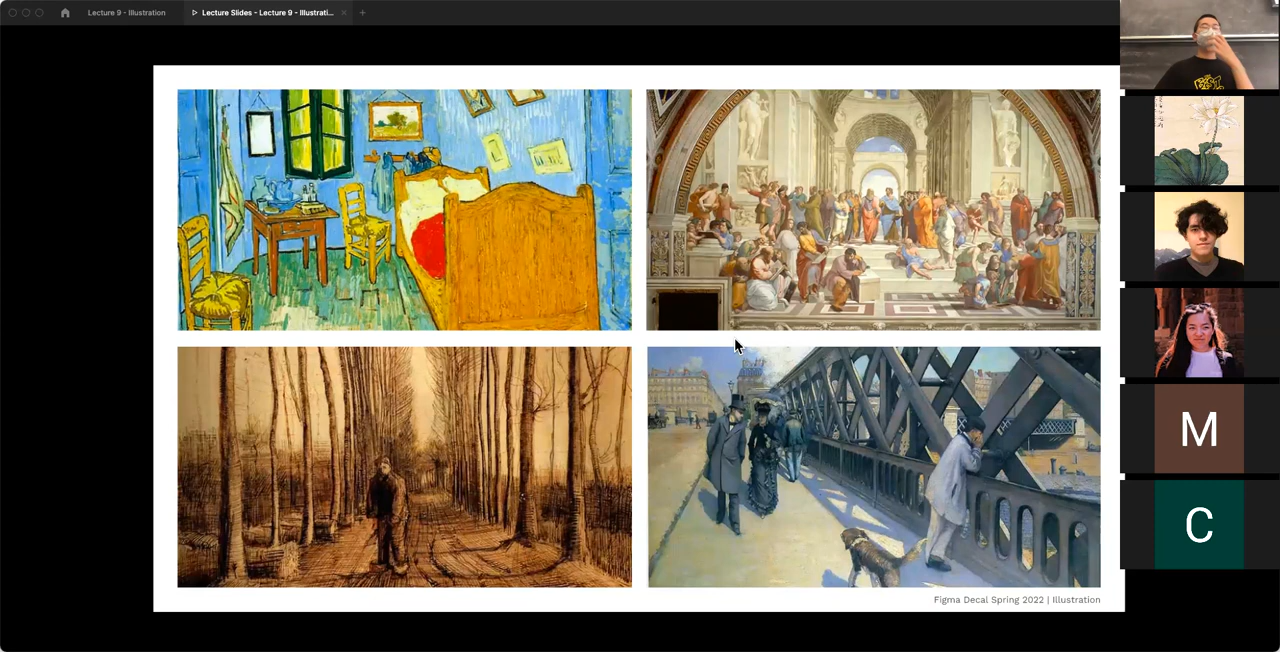 Lecture 9 - Illustration
Lecture Slides - Lecture 9 - Illustrati...
Figma Decal Spring 2022 | Illustration
M
C